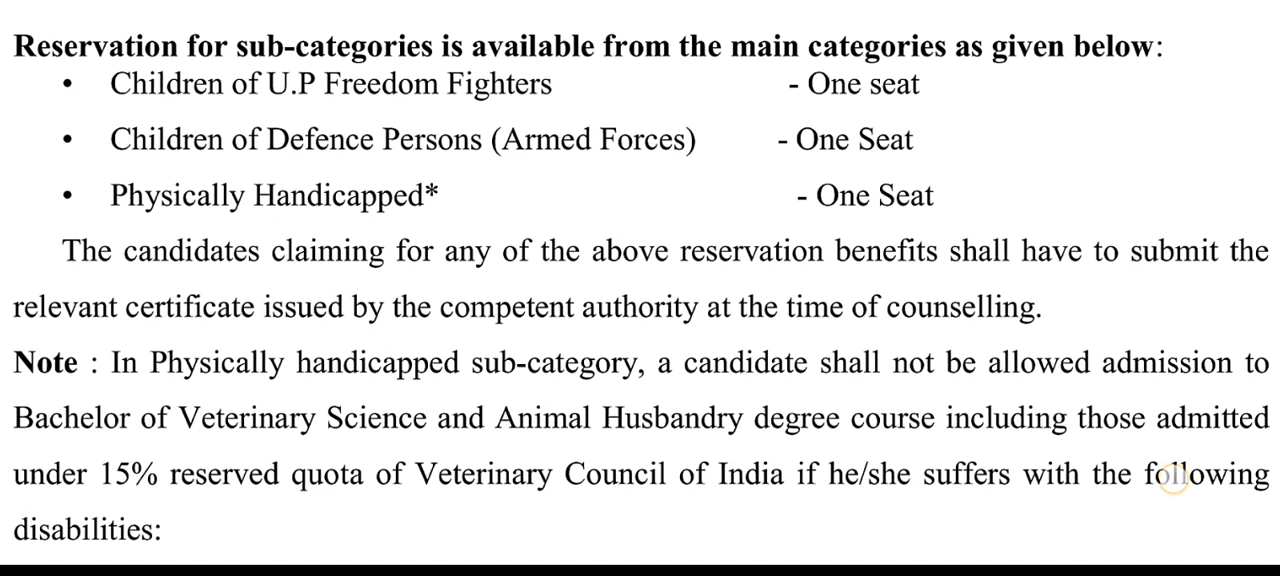 Reservation for sub-categories is available from the main categories as given below:
• Children of U.P Freedom Fighters - One seat
• Children of Defence Persons (Armed Forces) - One Seat
• Physically Handicapped* - One Seat
The candidates claiming for any of the above reservation benefits shall have to submit the
relevant certificate issued by the competent authority at the time of counselling.
Note : In Physically handicapped sub-category, a candidate shall not be allowed admission to
Bachelor of Veterinary Science and Animal Husbandry degree course including those admitted
under 15% reserved quota of Veterinary Council of India if he/she suffers with the following
disabilities: